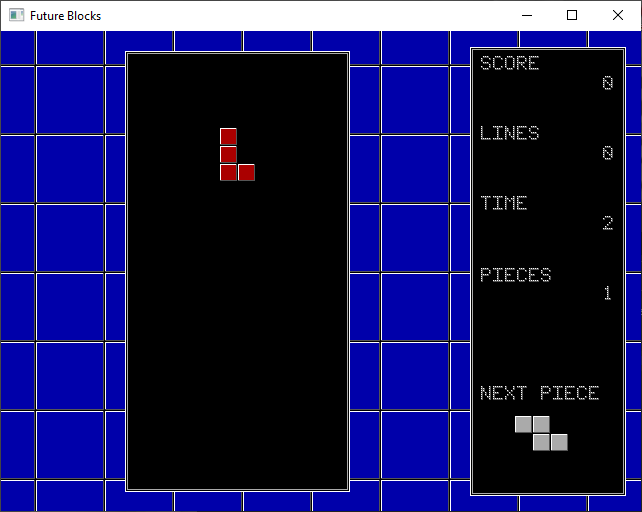 Future Blocks
SCORE
0
LINES
0
TIME
2
PIECES
1
NEXT PIECE